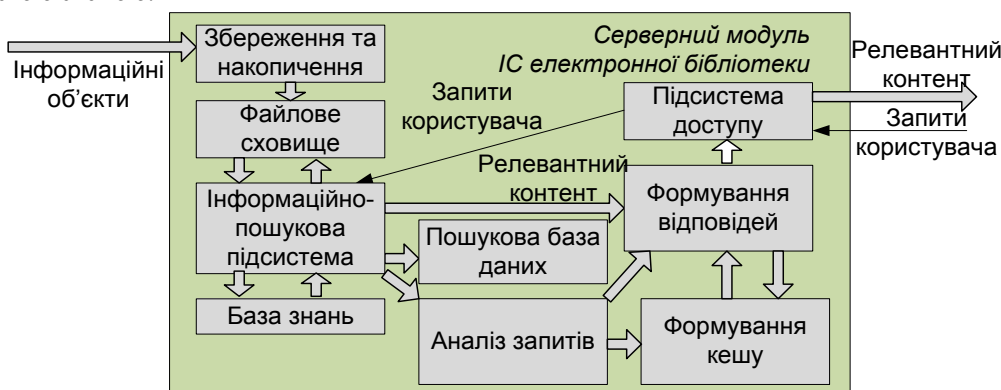 Інформаційні
об’єкти
Збереження та
накопичення
Серверний модуль
ІС електронної бібліотеки
Релевантний
контент
Файлове
сховище
Запити
користувача
Підсистема
доступу
Запити
користувача
Інформаційно-
пошукова
підсистема
Релевантний
контент
Формування
відповідей
Пошукова база
даних
База знань
Аналіз запитів
Формування
кешу